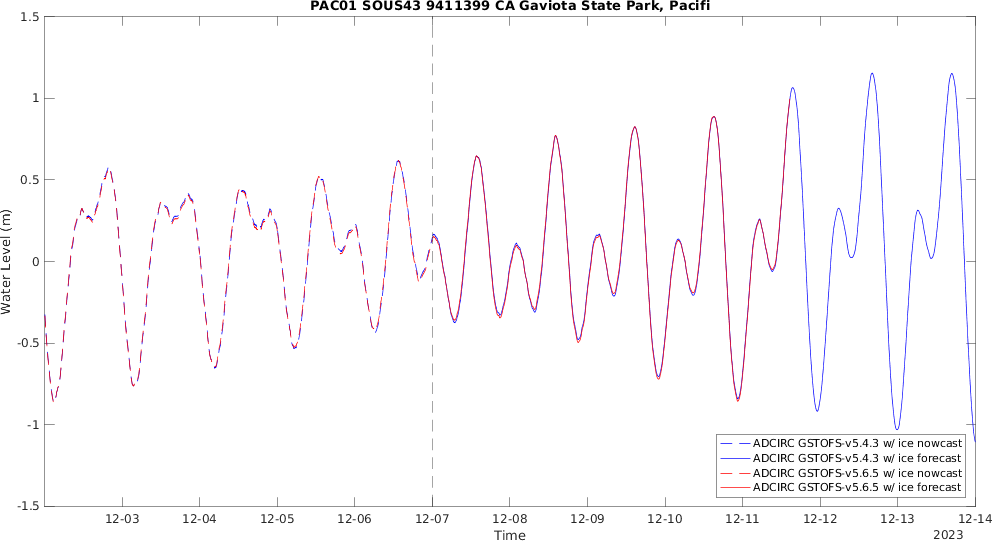 PAC01 SOUS43 9411399 CA Gaviota State Park, Pacifi
1.5
1
0.5
0
-0.5
-1
-1.5
Water Level (m)
12-03 12-04 12-05 12-06 12-07 12-08 12-09 12-10 12-11 12-12 12-13 12-14
Time
2023
ADCIRC GSTOFS-v5.4.3 w/ ice nowcast
ADCIRC GSTOFS-v5.4.3 w/ ice forecast
ADCIRC GSTOFS-v5.6.5 w/ ice nowcast
ADCIRC GSTOFS-v5.6.5 w/ ice forecast